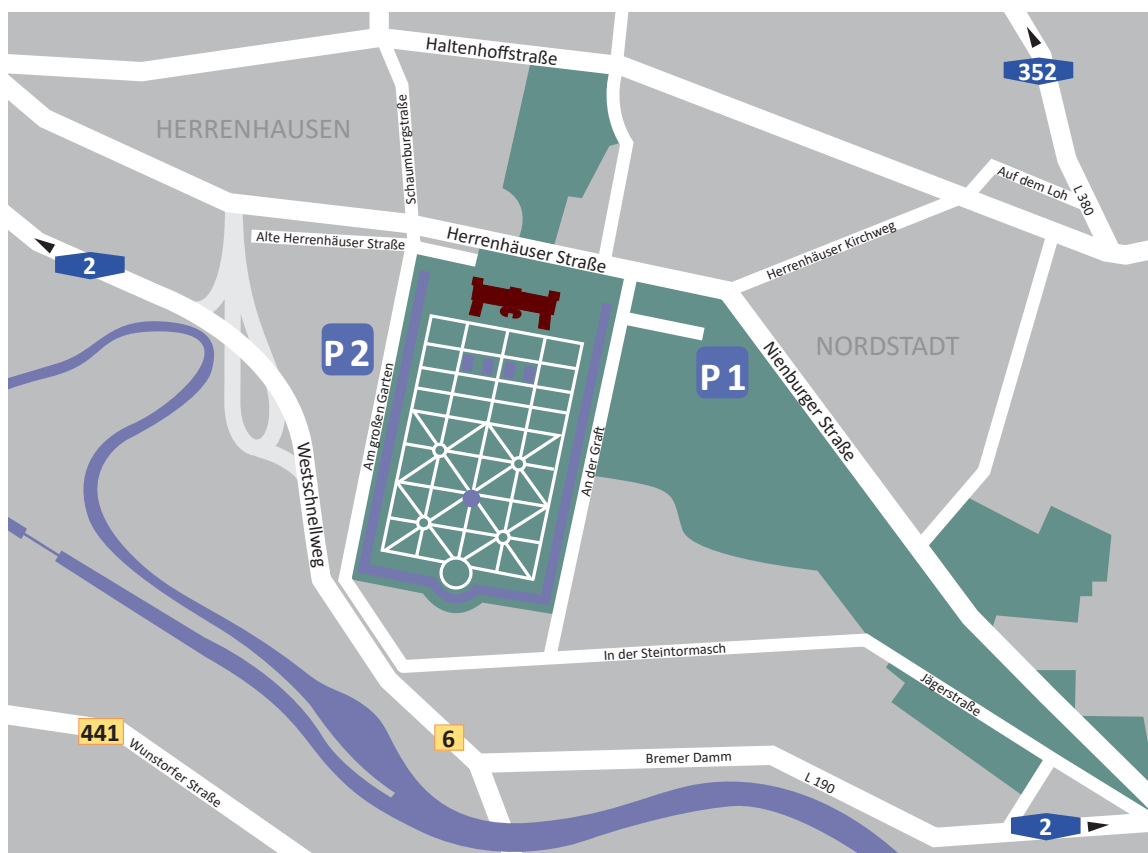 Haltenhoffstraße
352
HERRENHAUSEN
Schaumburgstraße
Auf dem Loh
L 380
Alte Herrenhäuser Straße
Herrenhäuser Straße
Herrenhäuser Kirchweg
2
P 2
P 1
NORDSTADT
Nienburger Straße
Am großen Garten
An der Graft
Westschnellweg
In der Steintormasch
Jägerstraße
441
Wunstorfer Straße
6
Bremer Damm
L 190
2